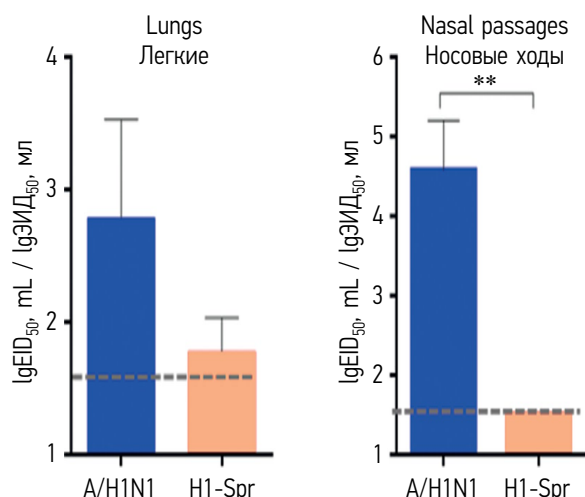 Lungs
Легкие
lgEID₅₀, mL / lgЭИД₅₀, мл
4
3
2
1
A/H1N1 H1-Spr
Nasal passages
Носовые ходы
**
lgEID₅₀, mL / lgЭИД₅₀, мл
6
5
4
3
2
1
A/H1N1 H1-Spr